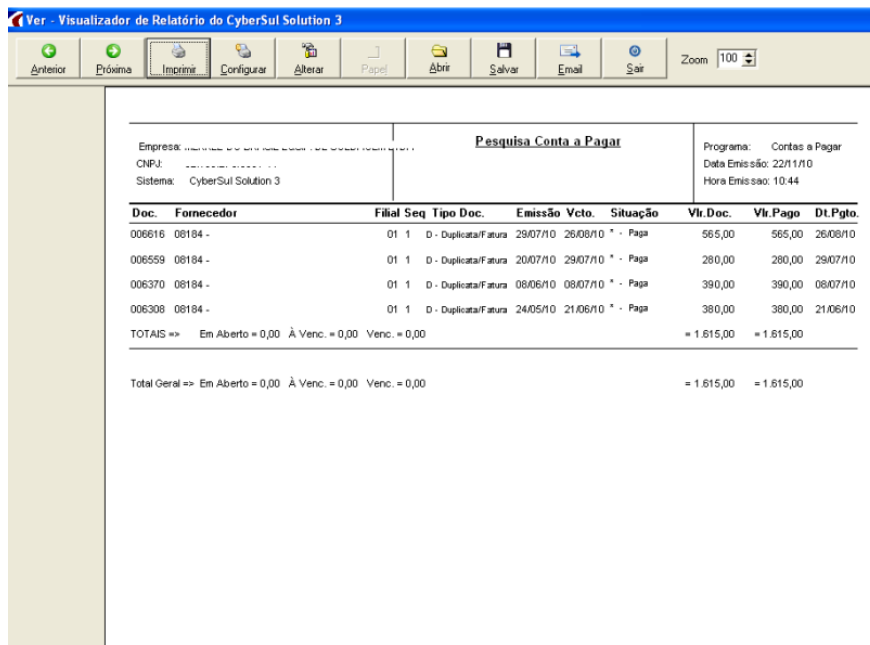 Ver - Visualizador de Relatório do CyberSul Solution 3
Anterior Próxima Imprimir Configurar Alterar Papel Abrir Salvar Email Sair Zoom 100
Empresa: Pesquisa Conta a Pagar Programa: Contas a Pagar
CNPJ: Data Emissão: 22/11/10
Sistema: CyberSul Solution 3 Hora Emissao: 10:44
Doc. Fornecedor Filial Seq Tipo Doc. Emissão Vcto. Situação Vlr.Doc. Vlr.Pago Dt.Pgto.
006616 08184 - 01 1 D - Duplicata/Fatura 29/07/10 26/08/10 * - Paga 565,00 565,00 26/08/10
006559 08184 - 01 1 D - Duplicata/Fatura 20/07/10 29/07/10 * - Paga 280,00 280,00 29/07/10
006370 08184 - 01 1 D - Duplicata/Fatura 08/06/10 08/07/10 * - Paga 390,00 390,00 08/07/10
006308 08184 - 01 1 D - Duplicata/Fatura 24/05/10 21/06/10 * - Paga 380,00 380,00 21/06/10
TOTAIS => Em Aberto = 0,00 À Venc. = 0,00 Venc. = 0,00 = 1.615,00 = 1.615,00
Total Geral => Em Aberto = 0,00 À Venc. = 0,00 Venc. = 0,00 = 1.615,00 = 1.615,00